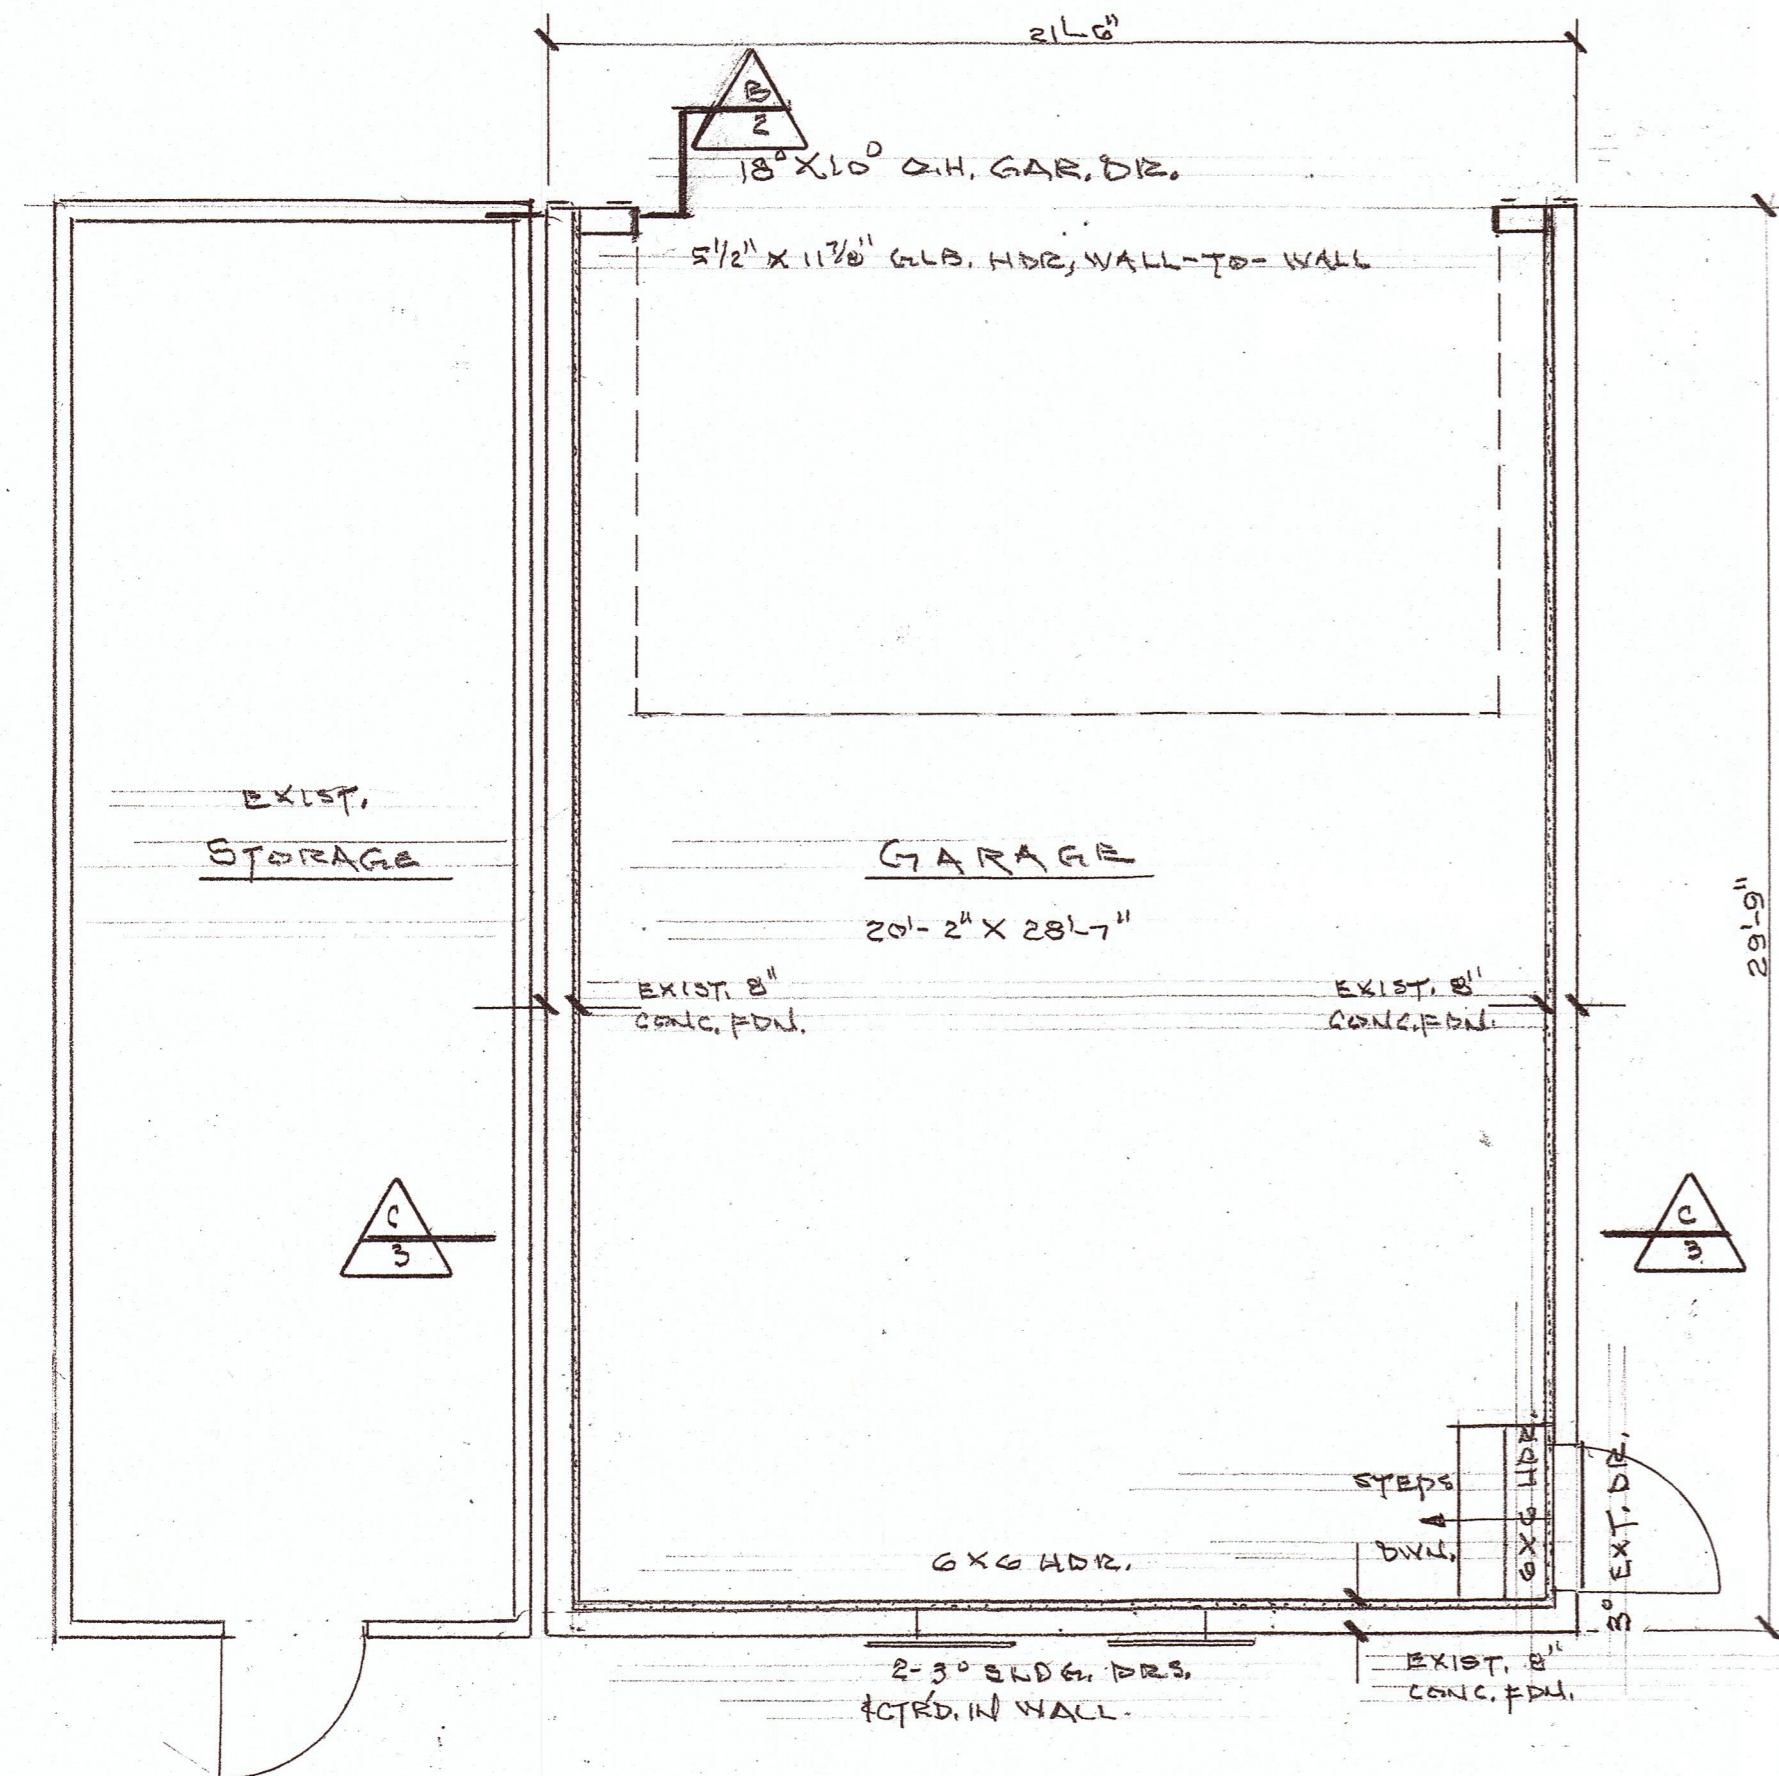 21'-6"
B
2
18⁰ X 10⁰ O.H. GAR. DR.
5 1/2" X 11 7/8" GLB. HDR, WALL-TO-WALL
EXIST.
STORAGE
GARAGE
20'-2" X 28'-7"
29'-9"
EXIST. 8"
CONC. FDN.
EXIST. 8"
CONC. FDN.
C
3
C
3
STEPS
DWN.
6X6 HDR.
3⁰ EXT. DR.
6X6 HDR.
2-3⁰ SLDG. DRS.
¢CTR'D. IN WALL.
EXIST. 8"
CONC. FDN.